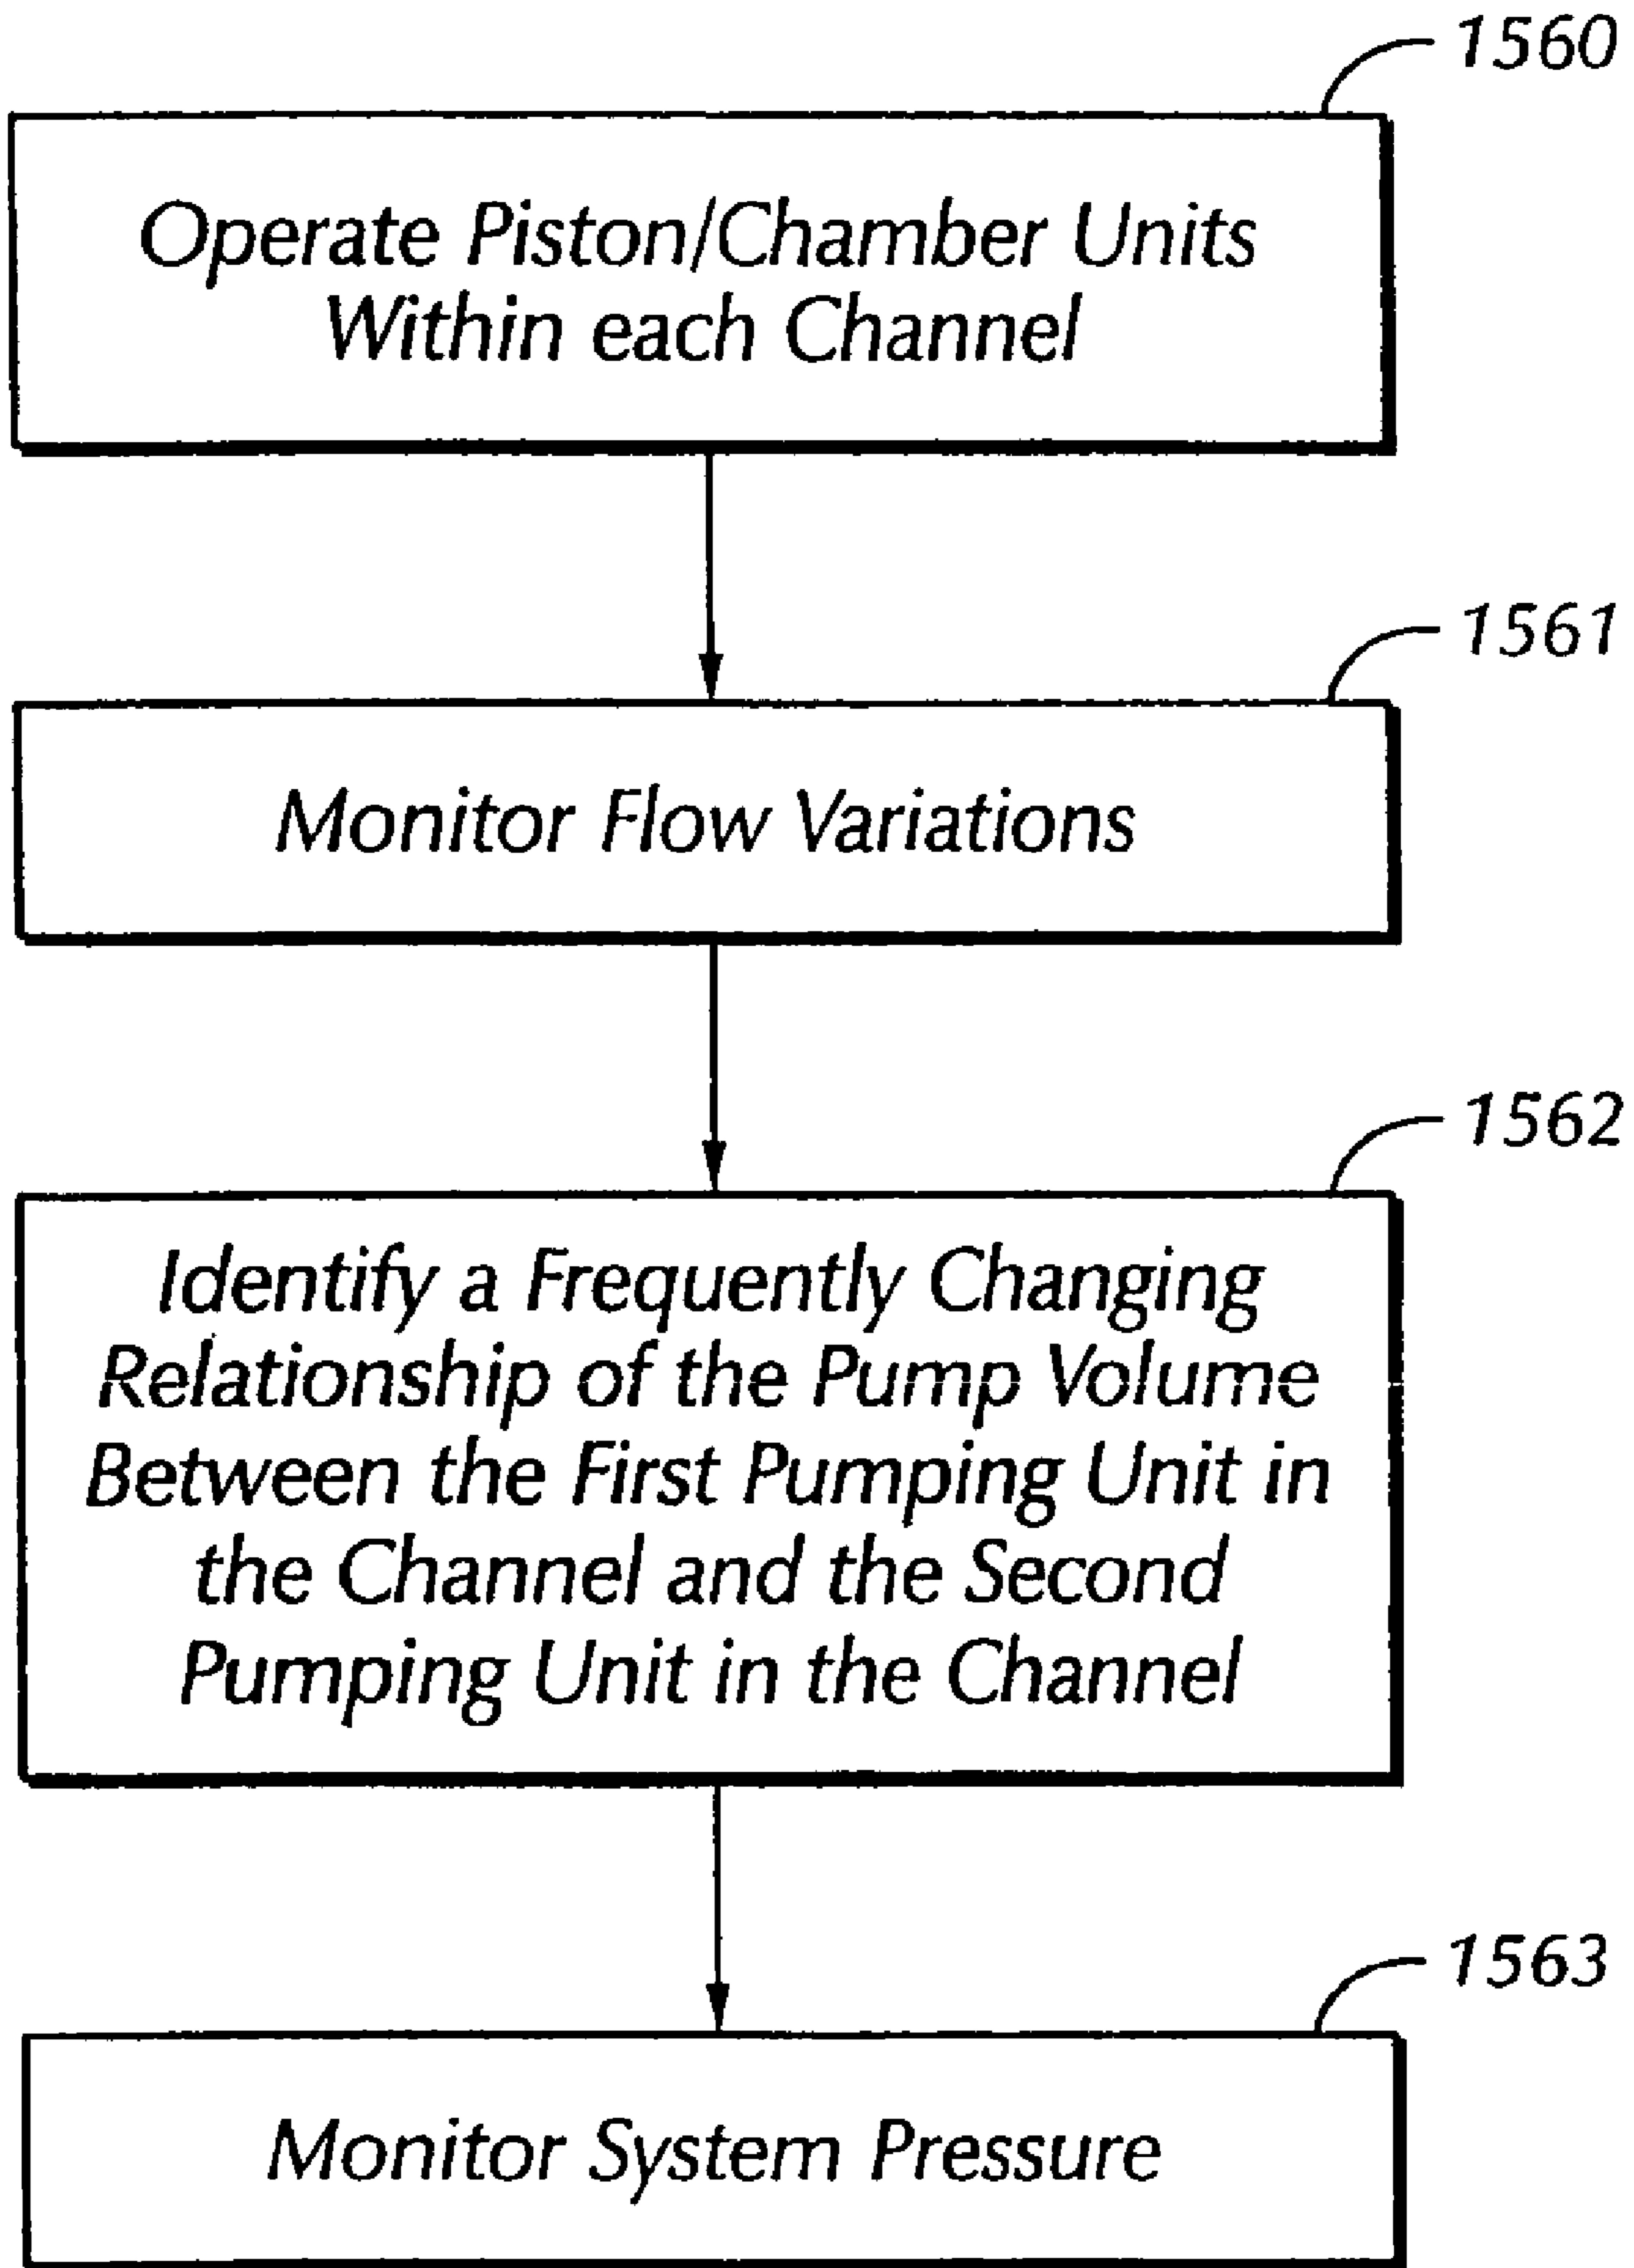 1560
Operate Piston/Chamber Units
Within each Channel
1561
Monitor Flow Variations
1562
Identify a Frequently Changing
Relationship of the Pump Volume
Between the First Pumping Unit in
the Channel and the Second
Pumping Unit in the Channel
1563
Monitor System Pressure